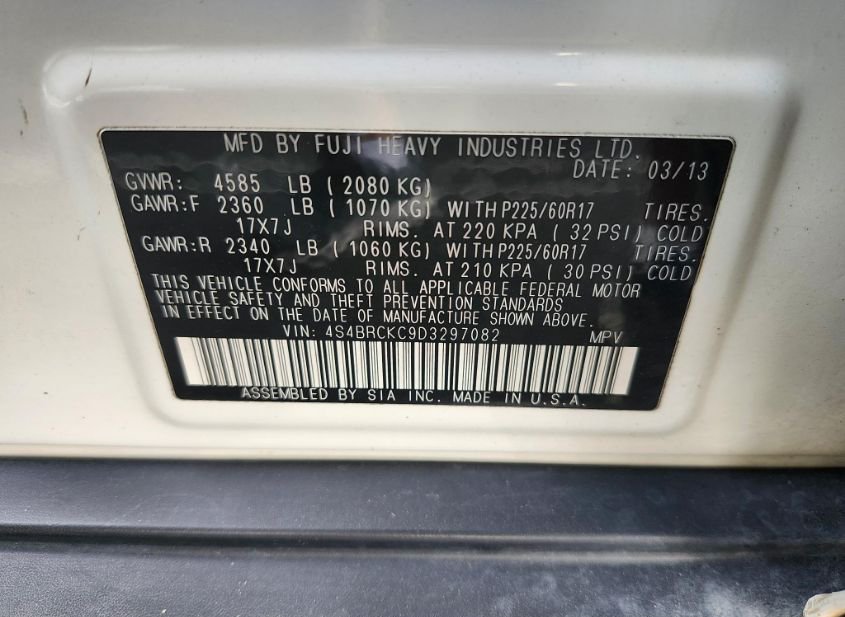 MFD BY FUJI HEAVY INDUSTRIES LTD.
DATE: 03/13
GVWR: 4585 LB ( 2080 KG)
GAWR:F 2360 LB ( 1070 KG) WITH P225/60R17 TIRES.
17X7J RIMS. AT 220 KPA ( 32 PSI) COLD
GAWR:R 2340 LB ( 1060 KG) WITH P225/60R17 TIRES.
17X7J RIMS. AT 210 KPA ( 30 PSI) COLD
THIS VEHICLE CONFORMS TO ALL APPLICABLE FEDERAL MOTOR
VEHICLE SAFETY AND THEFT PREVENTION STANDARDS
IN EFFECT ON THE DATE OF MANUFACTURE SHOWN ABOVE.
VIN: 4S4BRCKC9D3297082 MPV
ASSEMBLED BY SIA INC. MADE IN U.S.A.